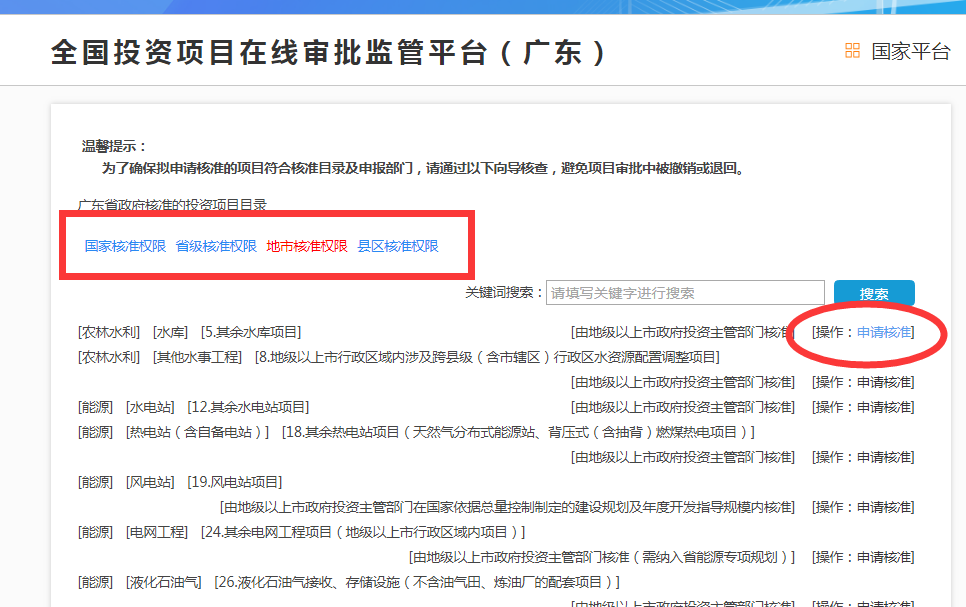 全国投资项目在线审批监管平台（广东）
国家平台
温馨提示：
为了确保拟申请核准的项目符合核准目录及申报部门，请通过以下向导核查，避免项目审批中被撤销或退回。
广东省政府核准的投资项目目录
国家核准权限 省级核准权限 地市核准权限 县区核准权限
关键词搜索： 请填写关键字进行搜索 搜索
[农林水利] [水库] [5.其余水库项目] [由地级以上市政府投资主管部门核准] [操作：申请核准]
[农林水利] [其他水事工程] [8.地级以上市行政区域内涉及跨县级（含市辖区）行政区水资源配置调整项目]
[由地级以上市政府投资主管部门核准] [操作：申请核准]
[能源] [水电站] [12.其余水电站项目] [由地级以上市政府投资主管部门核准] [操作：申请核准]
[能源] [热电站（含自备电站）] [18.其余热电站项目（天然气分布式能源站、背压式（含抽背）燃煤热电项目）]
[由地级以上市政府投资主管部门核准] [操作：申请核准]
[能源] [风电站] [19.风电站项目]
[由地级以上市政府投资主管部门在国家依据总量控制制定的建设规划及年度开发指导规模内核准] [操作：申请核准]
[能源] [电网工程] [24.其余电网工程项目（地级以上市行政区域内项目）]
[由地级以上市政府投资主管部门核准（需纳入省能源专项规划）] [操作：申请核准]
[能源] [液化石油气] [26.液化石油气接收、存储设施（不含油气田、炼油厂的配套项目）]
[由地级以上市政府投资主管部门核准] [操作：申请核准]